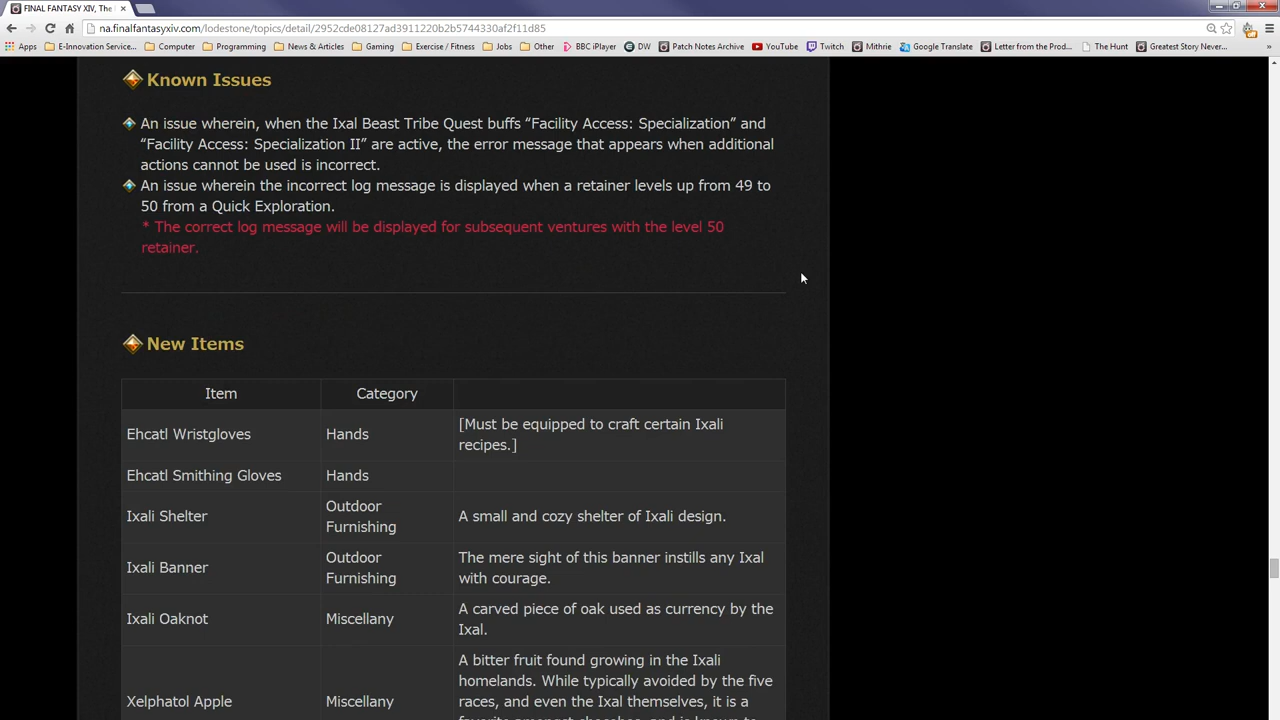 FINAL FANTASY XIV, The
na.finalfantasyxiv.com/lodestone/topics/detail/2952cde08127ad3911220b2b5744330af2f11d85
Apps E-Innovation Service... Computer Programming News & Articles Gaming Exercise / Fitness Jobs Other BBC iPlayer DW Patch Notes Archive YouTube Twitch Mithrie Google Translate Letter from the Prod... The Hunt Greatest Story Never...
Known Issues
An issue wherein, when the Ixal Beast Tribe Quest buffs “Facility Access: Specialization” and
“Facility Access: Specialization II” are active, the error message that appears when additional
actions cannot be used is incorrect.
An issue wherein the incorrect log message is displayed when a retainer levels up from 49 to
50 from a Quick Exploration.
* The correct log message will be displayed for subsequent ventures with the level 50
retainer.
New Items
Item Category
Ehcatl Wristgloves Hands [Must be equipped to craft certain Ixali
recipes.]
Ehcatl Smithing Gloves Hands
Ixali Shelter Outdoor
Furnishing A small and cozy shelter of Ixali design.
Ixali Banner Outdoor
Furnishing The mere sight of this banner instills any Ixal
with courage.
Ixali Oaknot Miscellany A carved piece of oak used as currency by the
Ixal.
Xelphatol Apple Miscellany A bitter fruit found growing in the Ixali
homelands. While typically avoided by the five
races, and even the Ixal themselves, it is a